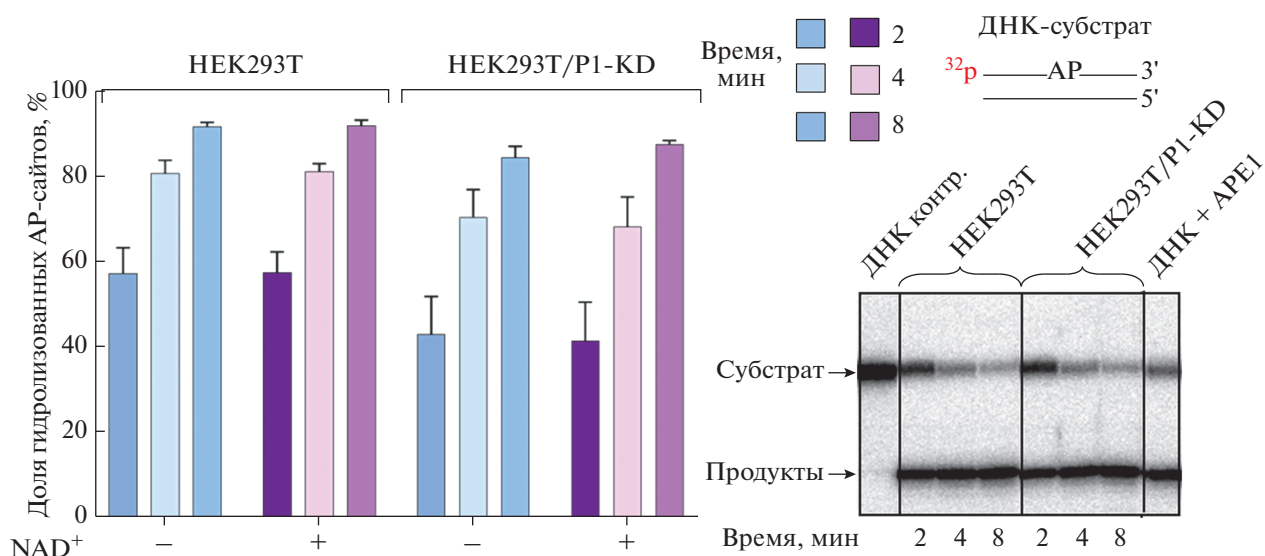 HEK293T
HEK293T/P1-KD
Доля гидролизованных АР-сайтов, %
100
80
60
40
20
0
NAD+ − + − +
Время, мин
2
4
8
ДНК-субстрат
32p АР 3'
5'
ДНК контр.
HEK293T
HEK293T/P1-KD
ДНК + APE1
Субстрат
Продукты
Время, мин 2 4 8 2 4 8